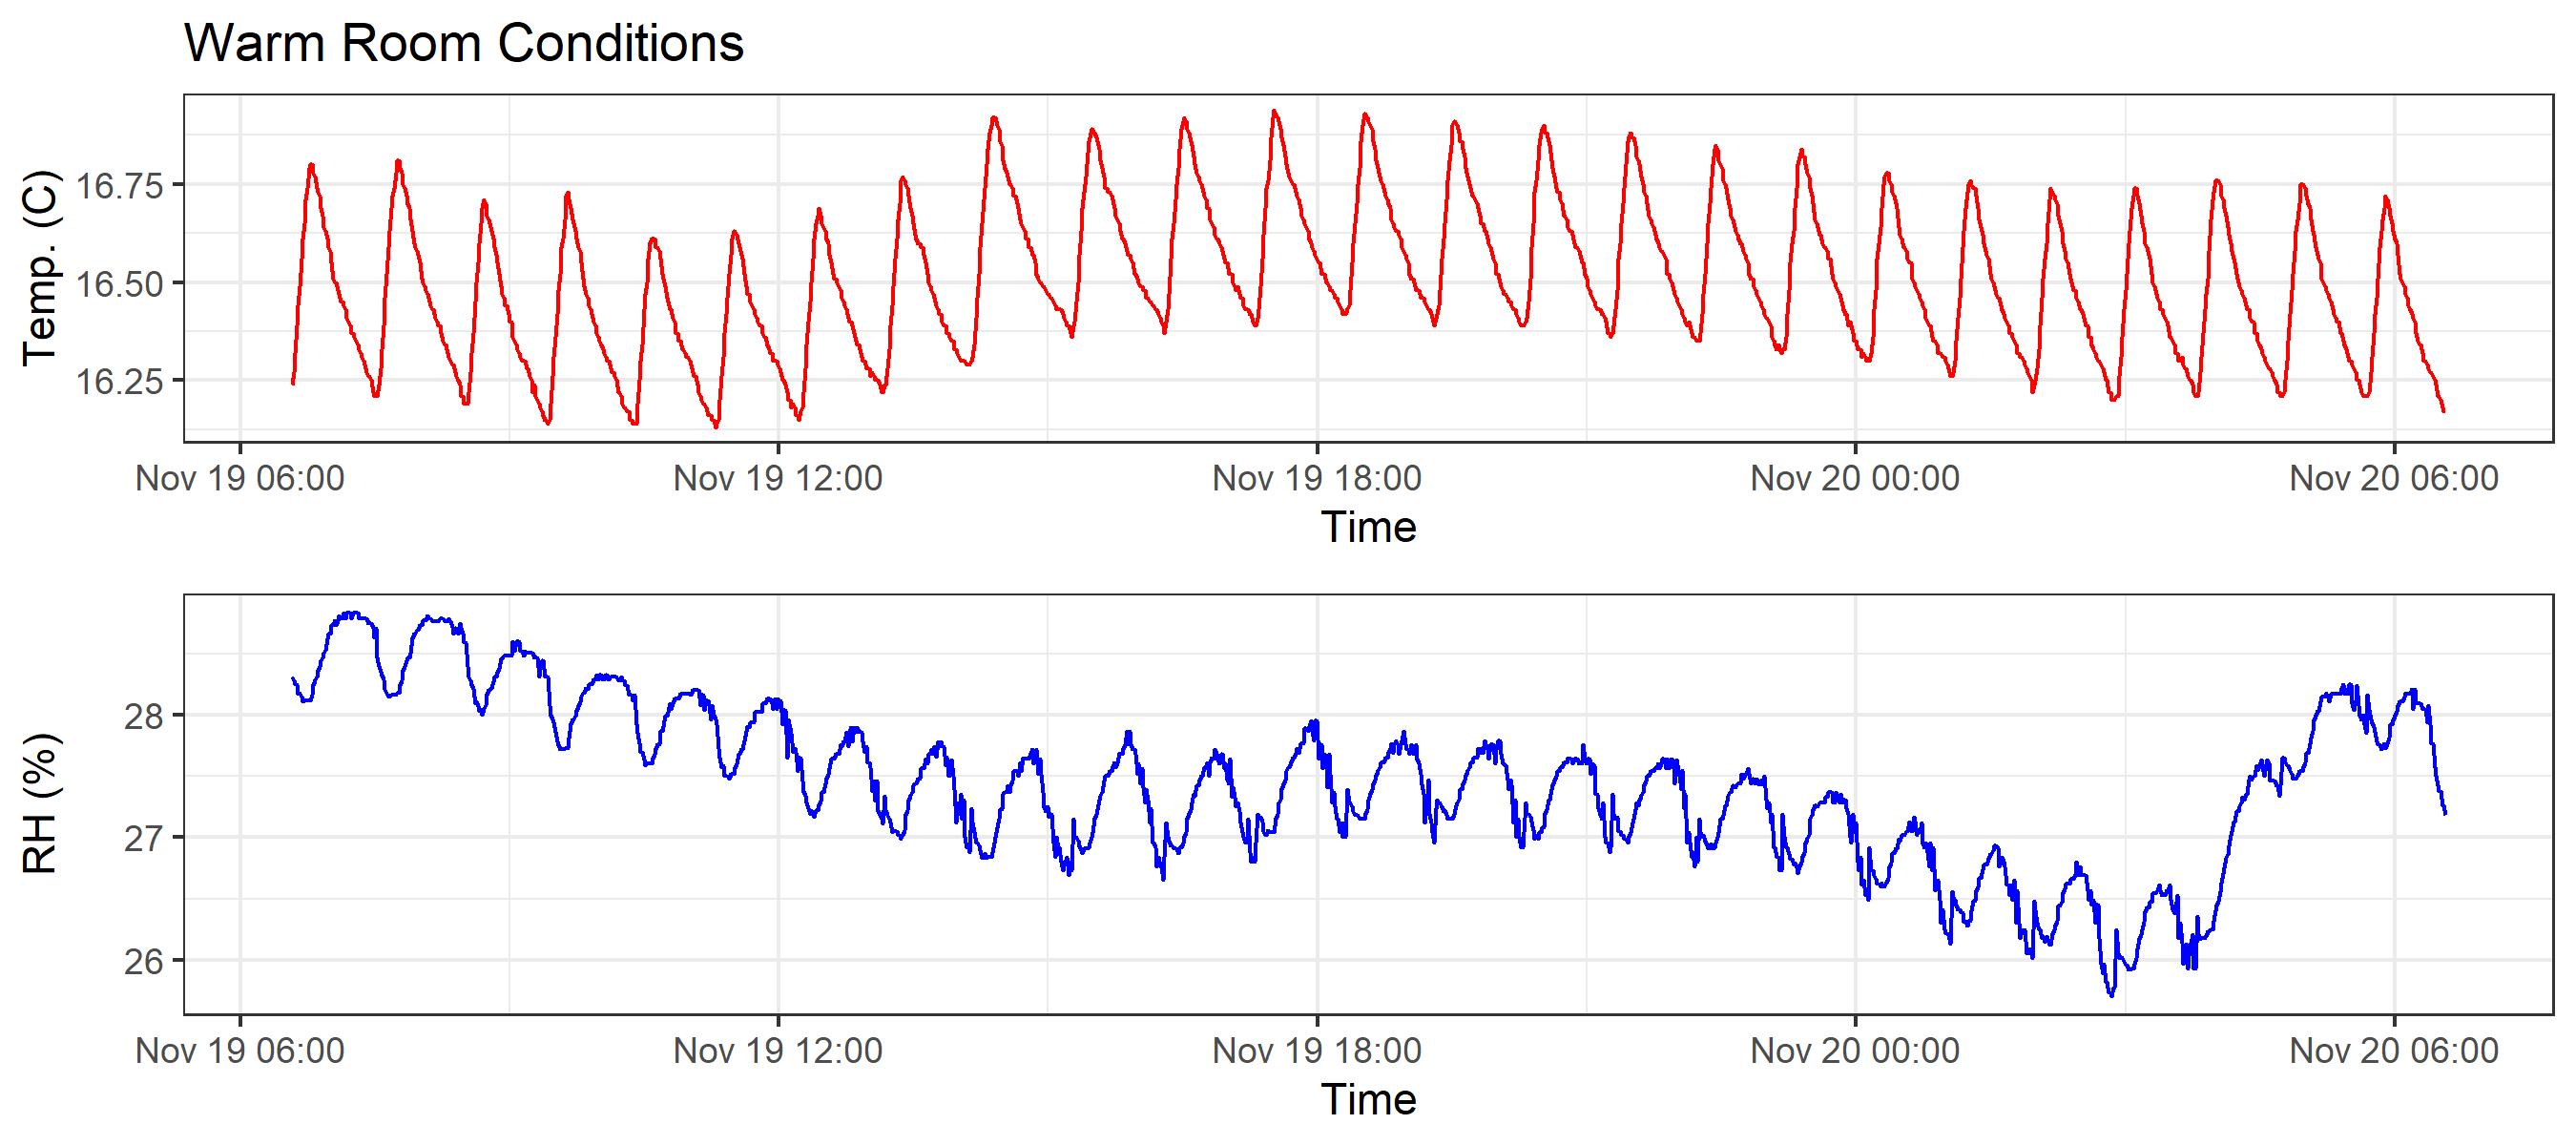 Warm Room Conditions
Temp. (C)
16.75
16.50
16.25
Nov 19 06:00 Nov 19 12:00 Nov 19 18:00 Nov 20 00:00 Nov 20 06:00
Time
RH (%)
28
27
26
Nov 19 06:00 Nov 19 12:00 Nov 19 18:00 Nov 20 00:00 Nov 20 06:00
Time